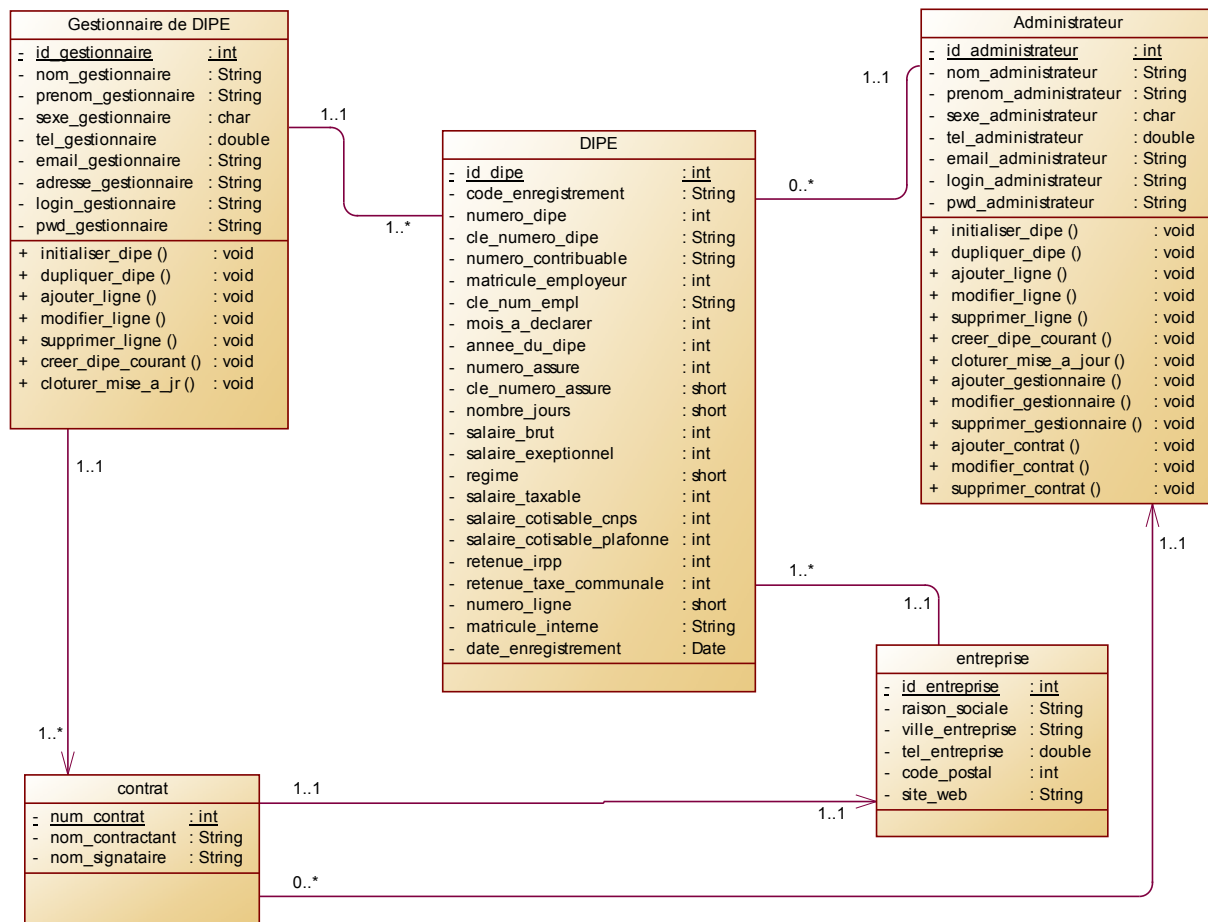 Gestionnaire de DIPE
- id_gestionnaire : int
- nom_gestionnaire : String
- prenom_gestionnaire : String
- sexe_gestionnaire : char
- tel_gestionnaire : double
- email_gestionnaire : String
- adresse_gestionnaire : String
- login_gestionnaire : String
- pwd_gestionnaire : String
+ initialiser_dipe () : void
+ dupliquer_dipe () : void
+ ajouter_ligne () : void
+ modifier_ligne () : void
+ supprimer_ligne () : void
+ creer_dipe_courant () : void
+ cloturer_mise_a_jr () : void
1..1
1..*
DIPE
- id_dipe : int
- code_enregistrement : String
- numero_dipe : int
- cle_numero_dipe : String
- numero_contribuable : String
- matricule_employeur : int
- cle_num_empl : String
- mois_a_declarer : int
- annee_du_dipe : int
- numero_assure : int
- cle_numero_assure : short
- nombre_jours : short
- salaire_brut : int
- salaire_exeptionnel : int
- regime : short
- salaire_taxable : int
- salaire_cotisable_cnps : int
- salaire_cotisable_plafonne : int
- retenue_irpp : int
- retenue_taxe_communale : int
- numero_ligne : short
- matricule_interne : String
- date_enregistrement : Date
1..1
0..*
Administrateur
- id_administrateur : int
- nom_administrateur : String
- prenom_administrateur : String
- sexe_administrateur : char
- tel_administrateur : double
- email_administrateur : String
- login_administrateur : String
- pwd_administrateur : String
+ initialiser_dipe () : void
+ dupliquer_dipe () : void
+ ajouter_ligne () : void
+ modifier_ligne () : void
+ supprimer_ligne () : void
+ creer_dipe_courant () : void
+ cloturer_mise_a_jour () : void
+ ajouter_gestionnaire () : void
+ modifier_gestionnaire () : void
+ supprimer_gestionnaire () : void
+ ajouter_contrat () : void
+ modifier_contrat () : void
+ supprimer_contrat () : void
1..1
1..1
1..*
1..1
entreprise
- id_entreprise : int
- raison_sociale : String
- ville_entreprise : String
- tel_entreprise : double
- code_postal : int
- site_web : String
1..*
contrat
- num_contrat : int
- nom_contractant : String
- nom_signataire : String
1..1
1..1
0..*